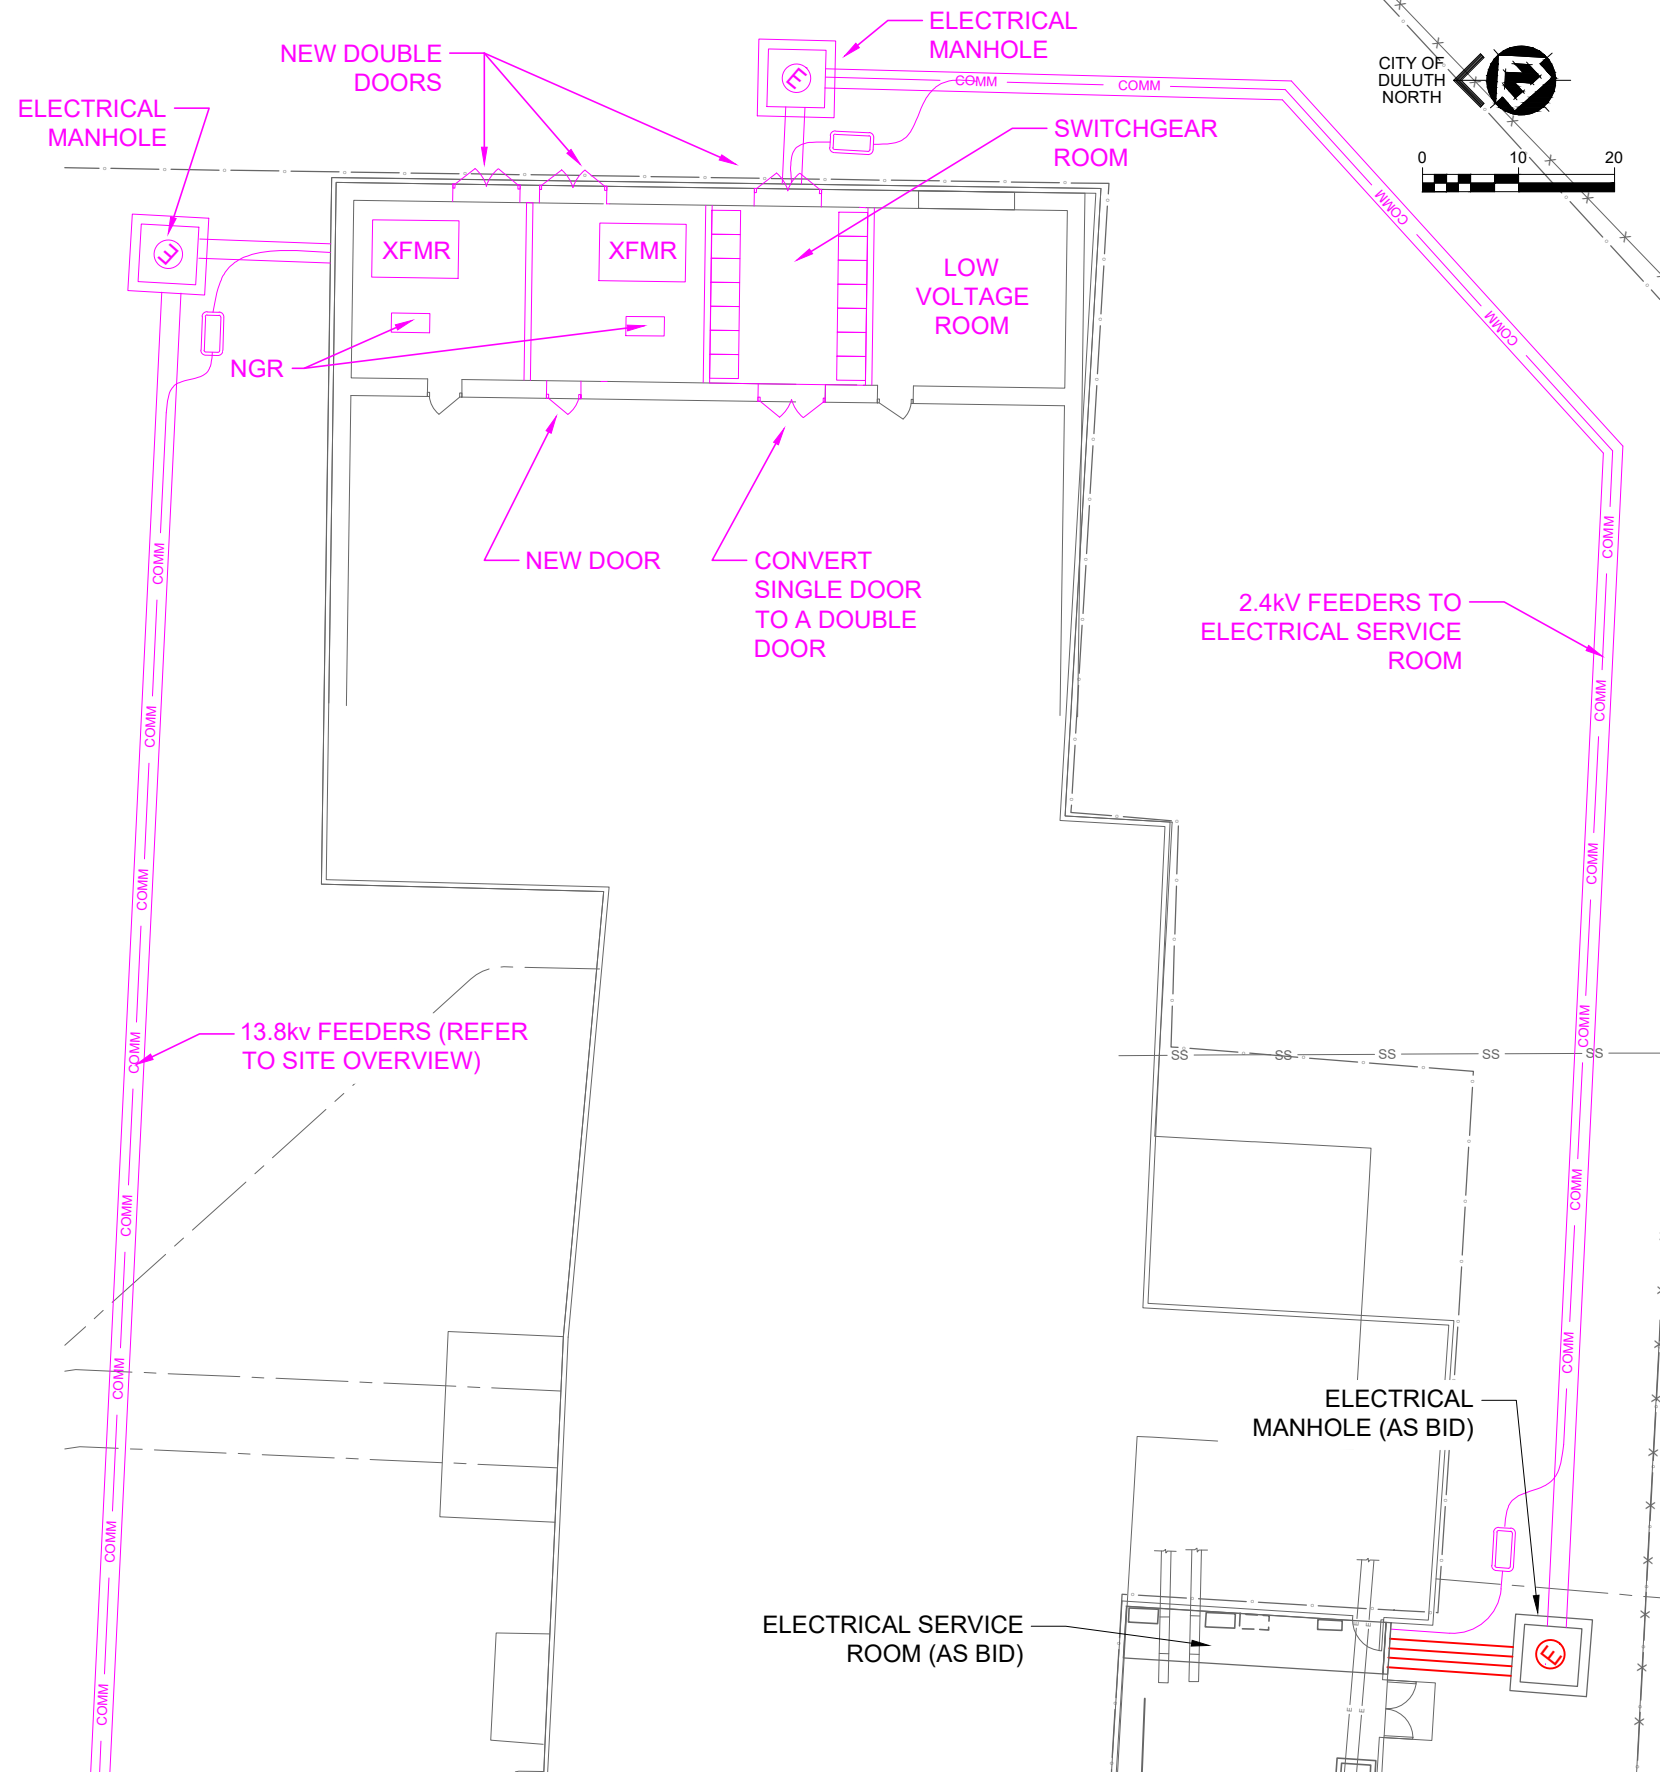 ELECTRICAL
MANHOLE
NEW DOUBLE
DOORS
ELECTRICAL
MANHOLE
E
COMM
COMM
CITY OF
DULUTH
NORTH
N
SWITCHGEAR
ROOM
0 10 20
COMM
COMM
E
XFMR
XFMR
LOW
VOLTAGE
ROOM
NGR
NEW DOOR
CONVERT
SINGLE DOOR
TO A DOUBLE
DOOR
2.4kV FEEDERS TO
ELECTRICAL SERVICE
ROOM
COMM
COMM
COMM
COMM
COMM
COMM
COMM
COMM
COMM
COMM
COMM
COMM
COMM
COMM
13.8kv FEEDERS (REFER
TO SITE OVERVIEW)
SS SS SS SS SS
ELECTRICAL
MANHOLE (AS BID)
ELECTRICAL SERVICE
ROOM (AS BID)
E
E E
E E